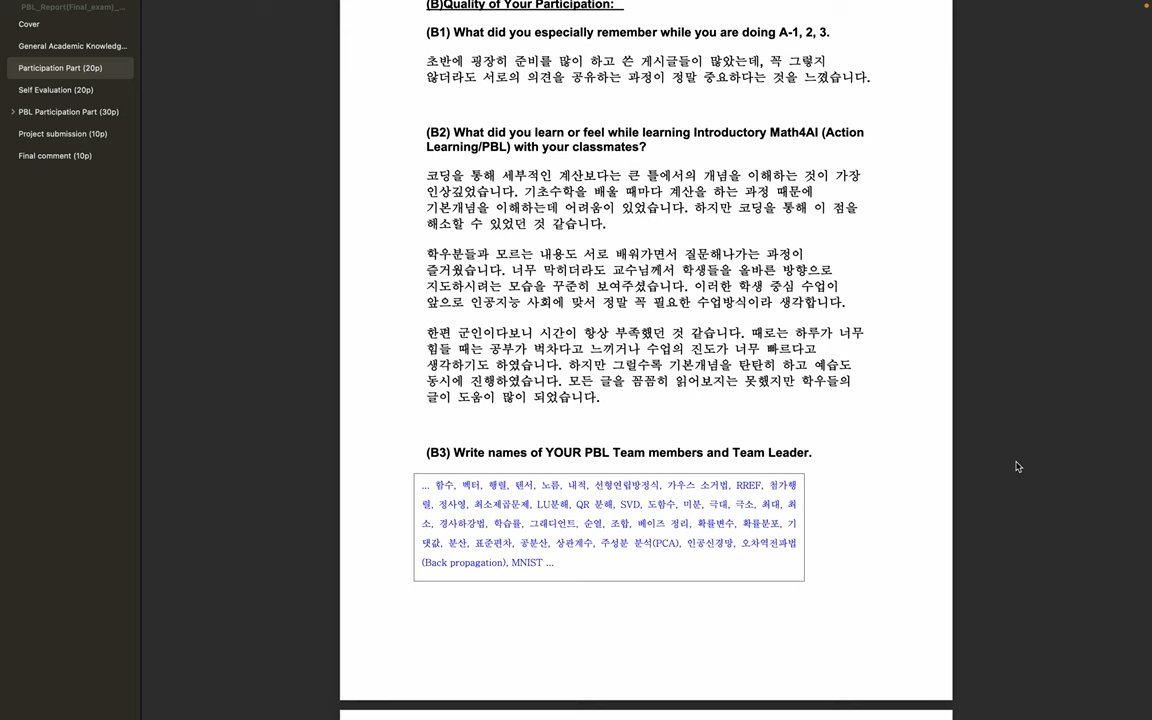 PBL_Report(Final_exam)_...
Cover
General Academic Knowledg...
Participation Part (20p)
Self Evaluation (20p)
PBL Participation Part (30p)
Project submission (10p)
Final comment (10p)
(B)Quality of Your Participation:
(B1) What did you especially remember while you are doing A-1, 2, 3.
초반에 굉장히 준비를 많이 하고 쓴 게시글들이 많았는데, 꼭 그렇지
않더라도 서로의 의견을 공유하는 과정이 정말 중요하다는 것을 느꼈습니다.
(B2) What did you learn or feel while learning Introductory Math4AI (Action
Learning/PBL) with your classmates?
코딩을 통해 세부적인 계산보다는 큰 틀에서의 개념을 이해하는 것이 가장
인상깊었습니다. 기초수학을 배울 때마다 계산을 하는 과정 때문에
기본개념을 이해하는데 어려움이 있었습니다. 하지만 코딩을 통해 이 점을
해소할 수 있었던 것 같습니다.
학우분들과 모르는 내용도 서로 배워가면서 질문해나가는 과정이
즐거웠습니다. 너무 막히더라도 교수님께서 학생들을 올바른 방향으로
지도하시려는 모습을 꾸준히 보여주셨습니다. 이러한 학생 중심 수업이
앞으로 인공지능 사회에 맞서 정말 꼭 필요한 수업방식이라 생각합니다.
한편 군인이다보니 시간이 항상 부족했던 것 같습니다. 때로는 하루가 너무
힘들 때는 공부가 벅차다고 느끼거나 수업의 진도가 너무 빠르다고
생각하기도 하였습니다. 하지만 그럴수록 기본개념을 탄탄히 하고 예습도
동시에 진행하였습니다. 모든 글을 꼼꼼히 읽어보지는 못했지만 학우들의
글이 도움이 많이 되었습니다.
(B3) Write names of YOUR PBL Team members and Team Leader.
... 함수, 벡터, 행렬, 텐서, 노름, 내적, 선형연립방정식, 가우스 소거법, RREF, 첨가행
렬, 정사영, 최소제곱문제, LU분해, QR 분해, SVD, 도함수, 미분, 극대, 극소, 최대, 최
소, 경사하강법, 학습률, 그래디언트, 순열, 조합, 베이즈 정리, 확률변수, 확률분포, 기
댓값, 분산, 표준편차, 공분산, 상관계수, 주성분 분석(PCA), 인공신경망, 오차역전파법
(Back propagation), MNIST ...